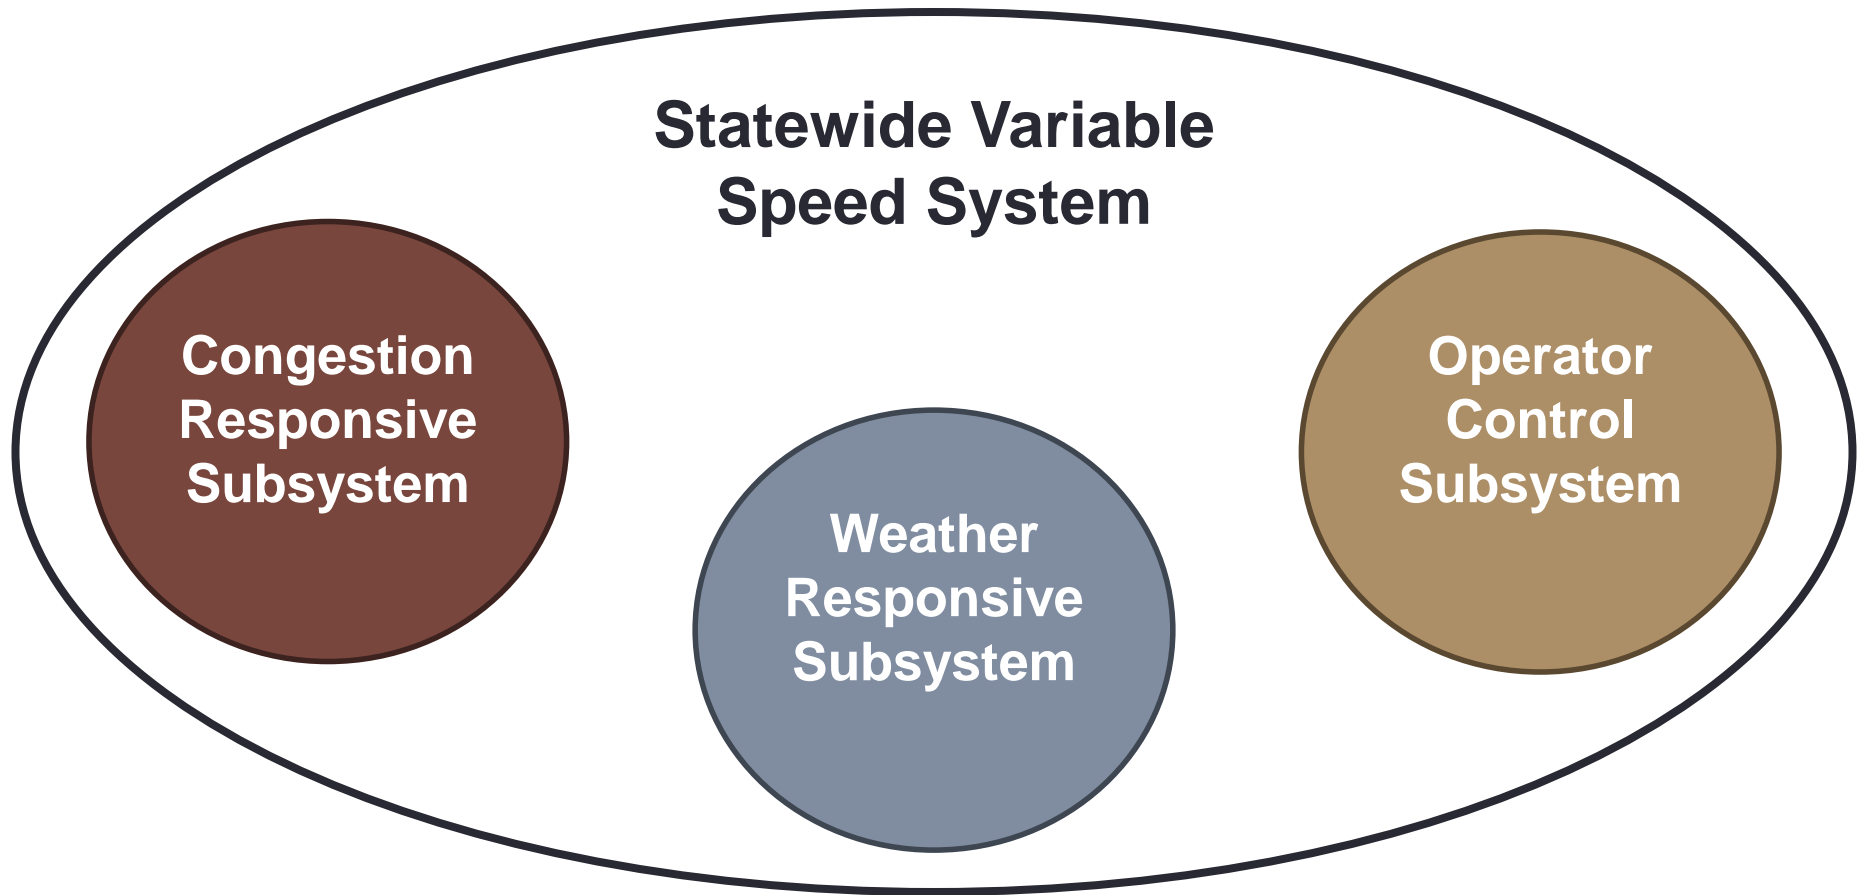 Statewide Variable
Speed System
Congestion
Responsive
Subsystem
Weather
Responsive
Subsystem
Operator
Control
Subsystem